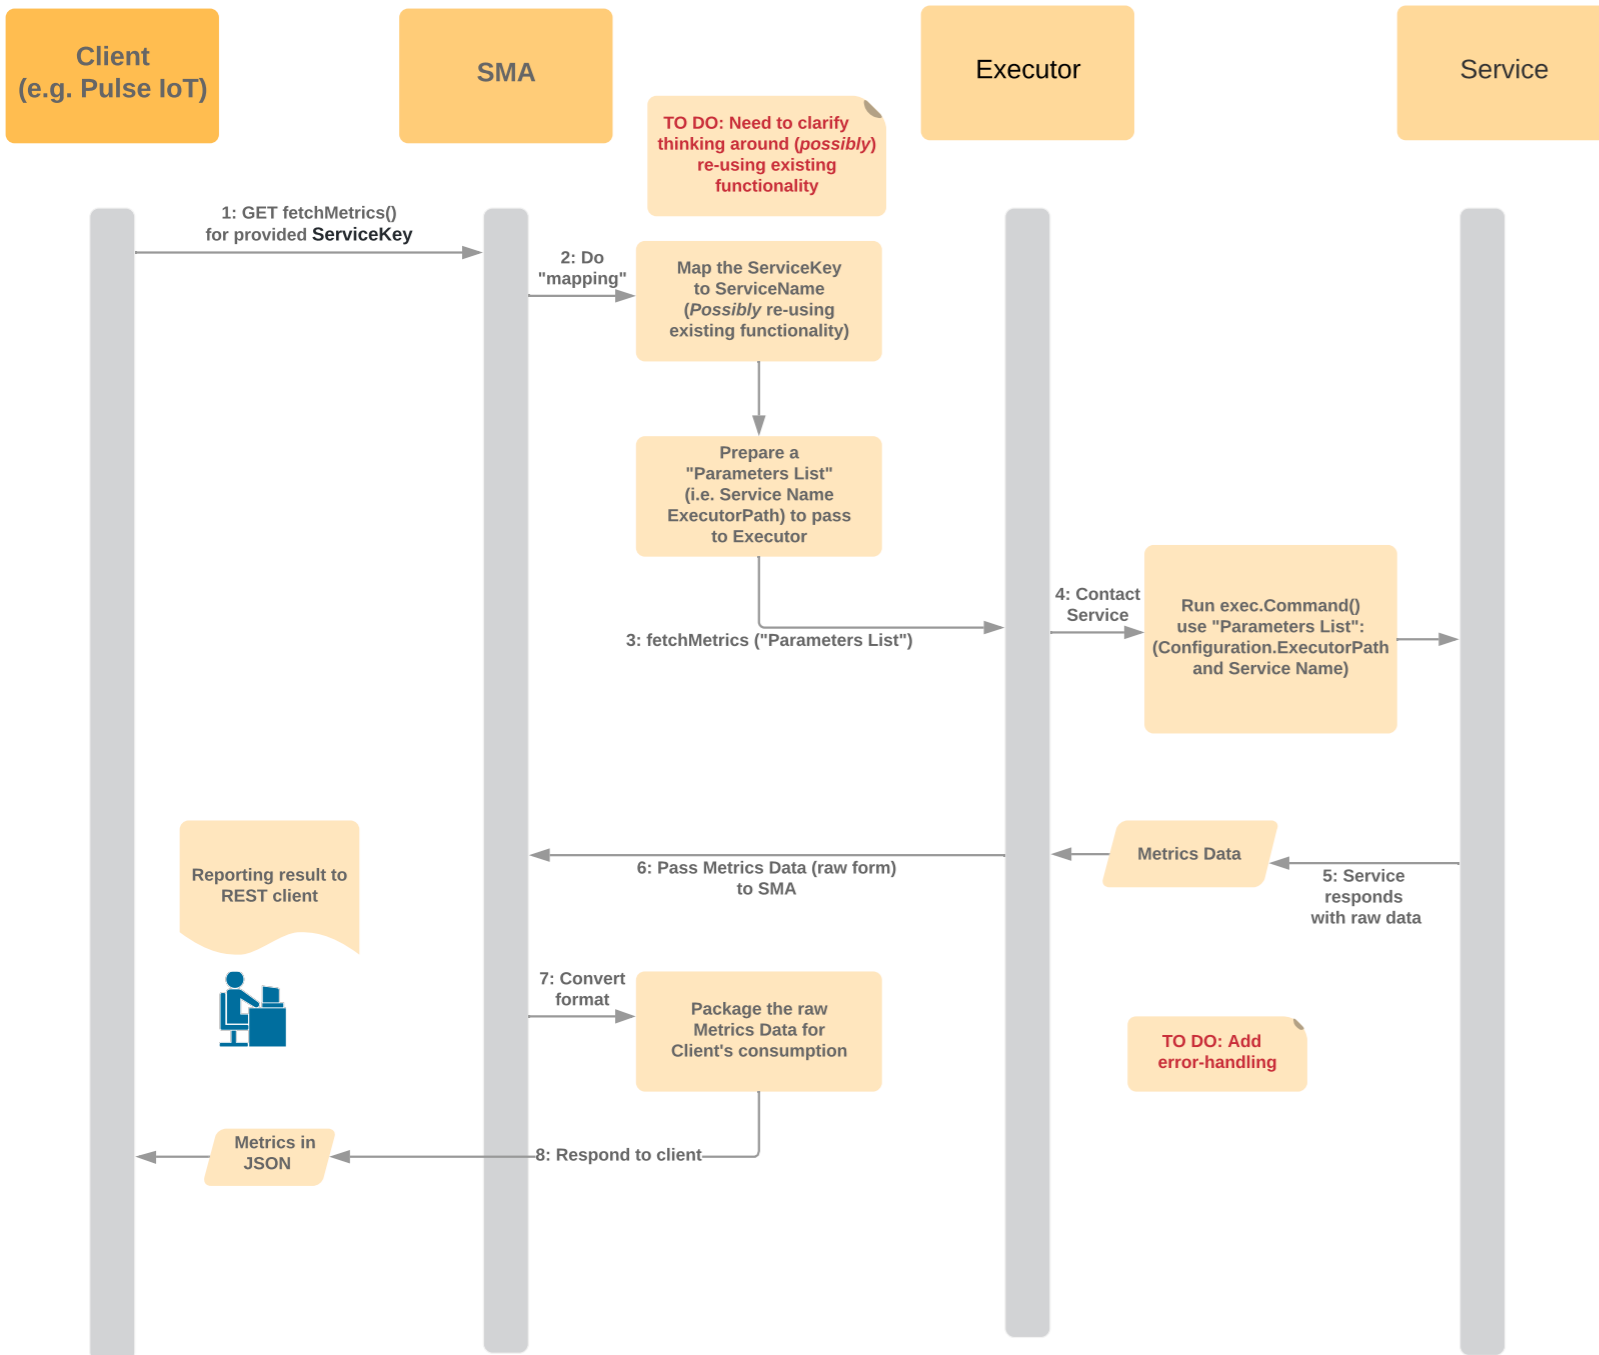 Client
(e.g. Pulse IoT)
SMA
Executor
Service
TO DO: Need to clarify
thinking around (possibly)
re-using existing
functionality
1: GET fetchMetrics()
for provided ServiceKey
2: Do
"mapping"
Map the ServiceKey
to ServiceName
(Possibly re-using
existing functionality)
Prepare a
"Parameters List"
(i.e. Service Name
ExecutorPath) to pass
to Executor
3: fetchMetrics ("Parameters List")
4: Contact
Service
Run exec.Command()
use "Parameters List":
(Configuration.ExecutorPath
and Service Name)
Metrics Data
5: Service
responds
with raw data
6: Pass Metrics Data (raw form)
to SMA
Reporting result to
REST client
7: Convert
format
Package the raw
Metrics Data for
Client's consumption
TO DO: Add
error-handling
8: Respond to client
Metrics in
JSON